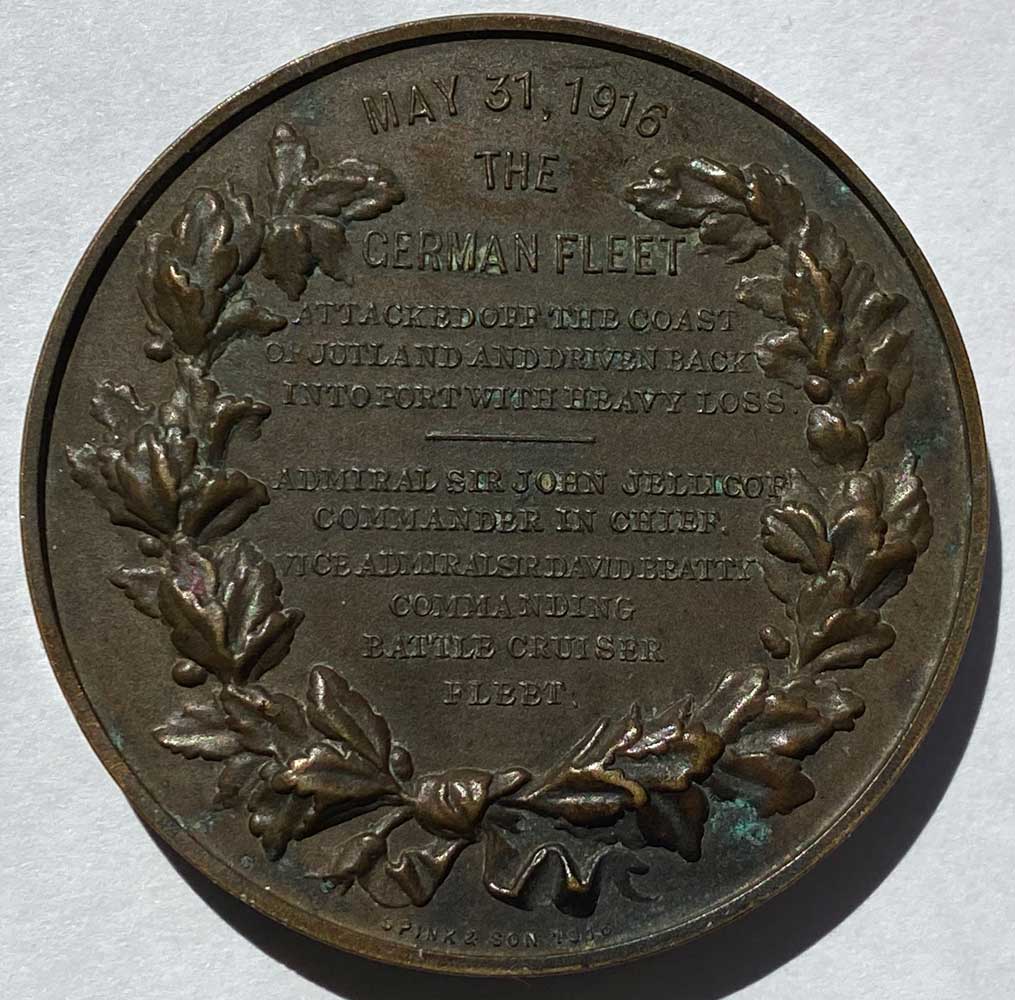 MAY 31, 1916
THE
GERMAN FLEET
ATTACKED OFF THE COAST
OF JUTLAND AND DRIVEN BACK
INTO PORT WITH HEAVY LOSS.
ADMIRAL SIR JOHN JELLICOE
COMMANDER IN CHIEF.
VICE ADMIRAL SIR DAVID BEATTY
COMMANDING
BATTLE CRUISER
FLEET.
SPINK & SON